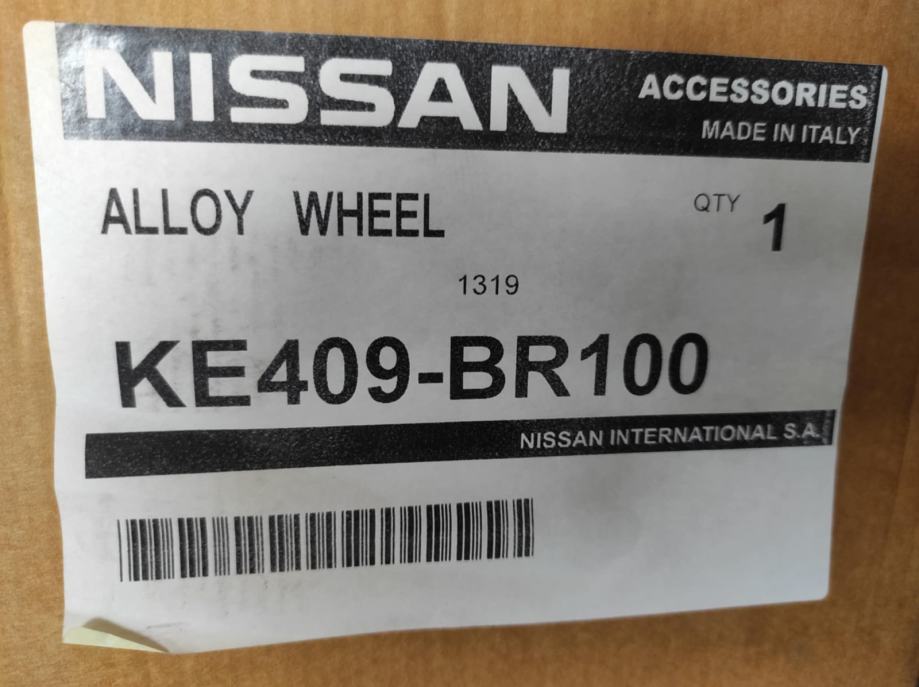 NISSAN
ACCESSORIES
MADE IN ITALY
ALLOY WHEEL
QTY 1
1319
KE409-BR100
NISSAN INTERNATIONAL S.A.